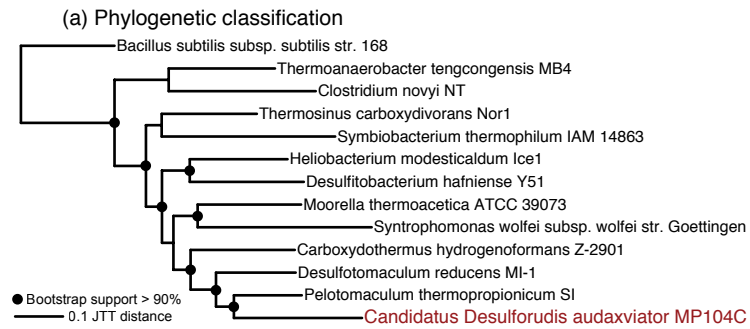 (a) Phylogenetic classification
Bacillus subtilis subsp. subtilis str. 168
Thermoanaerobacter tengcongensis MB4
Clostridium novyi NT
Thermosinus carboxydivorans Nor1
Symbiobacterium thermophilum IAM 14863
Heliobacterium modesticaldum Ice1
Desulfitobacterium hafniense Y51
Moorella thermoacetica ATCC 39073
Syntrophomonas wolfei subsp. wolfei str. Goettingen
Carboxydothermus hydrogenoformans Z-2901
Desulfotomaculum reducens MI-1
Pelotomaculum thermopropionicum SI
Candidatus Desulforudis audaxviator MP104C
Bootstrap support > 90%
0.1 JTT distance